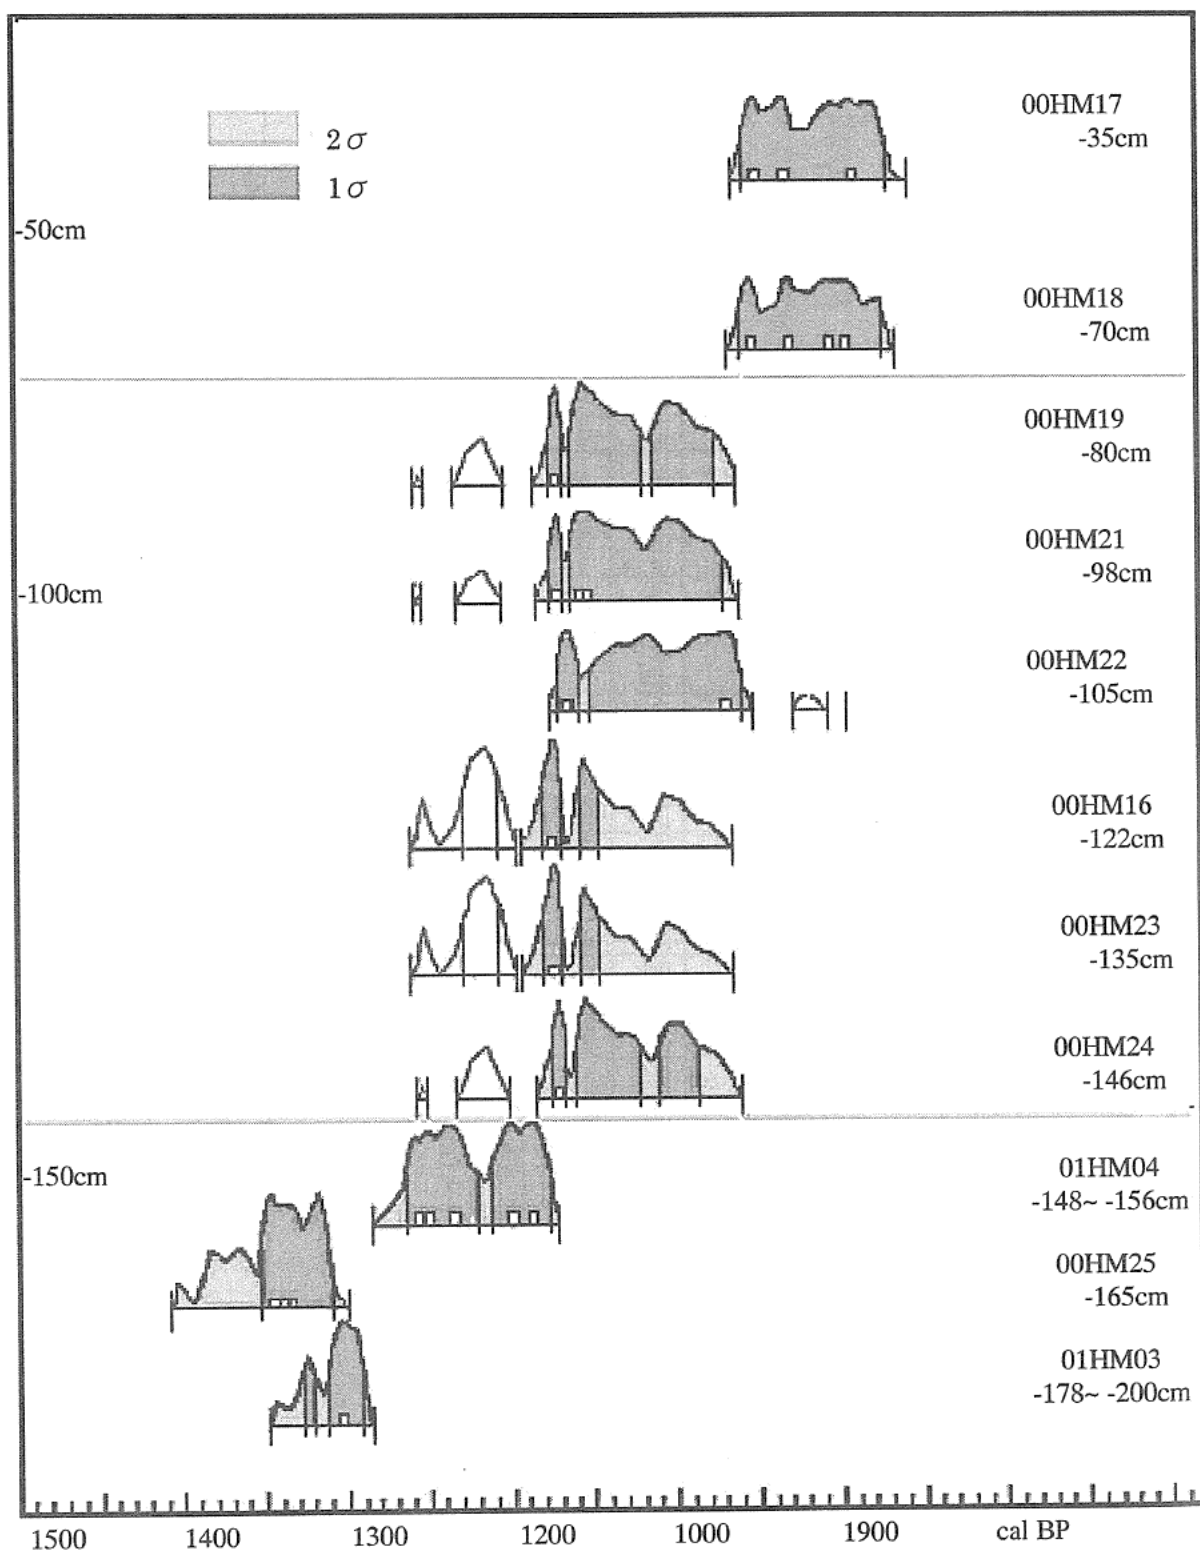 00HM17
-35cm
2σ
1σ
-50cm
00HM18
-70cm
00HM19
-80cm
00HM21
-98cm
-100cm
00HM22
-105cm
00HM16
-122cm
00HM23
-135cm
00HM24
-146cm
-150cm
01HM04
-148~ -156cm
00HM25
-165cm
01HM03
-178~ -200cm
1500 1400 1300 1200 1000 1900 cal BP